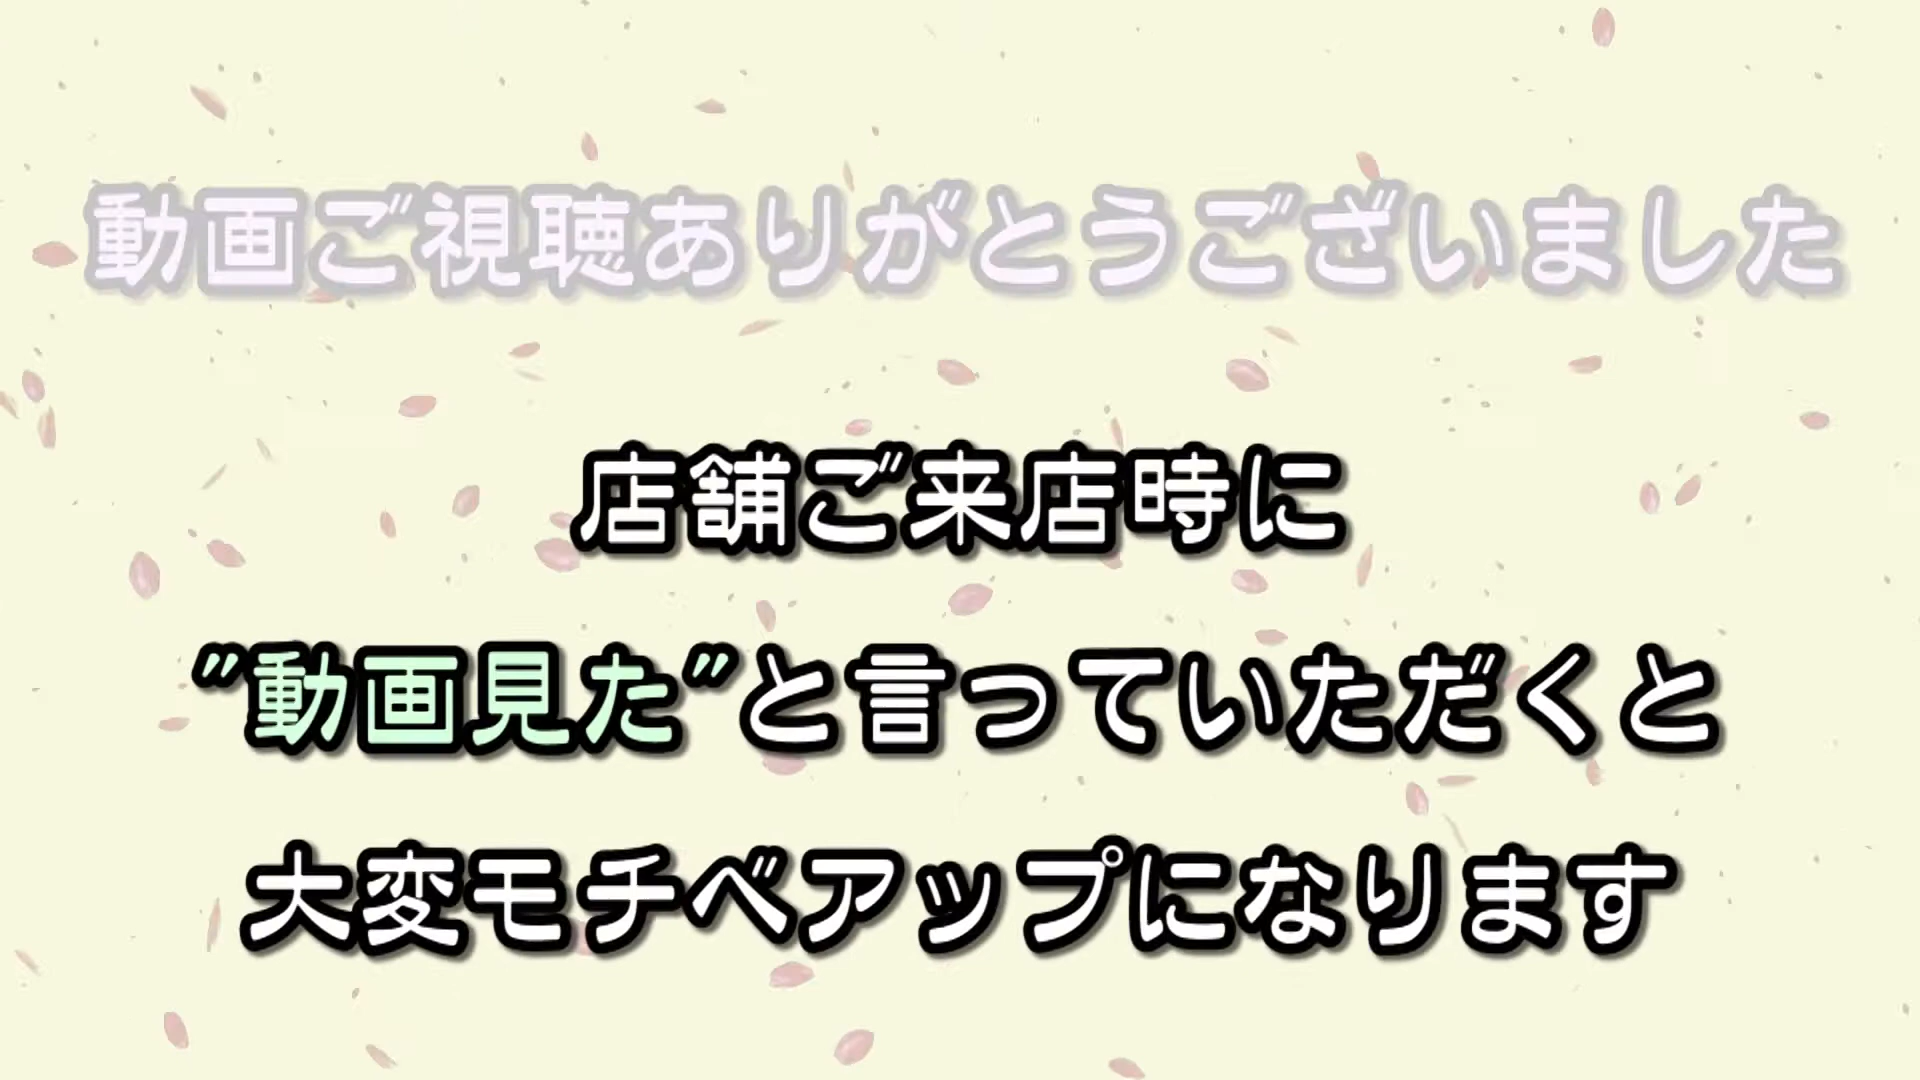 動画ご視聴ありがとうございました
店舗ご来店時に
"動画見た"と言っていただくと
大変モチベアップになります